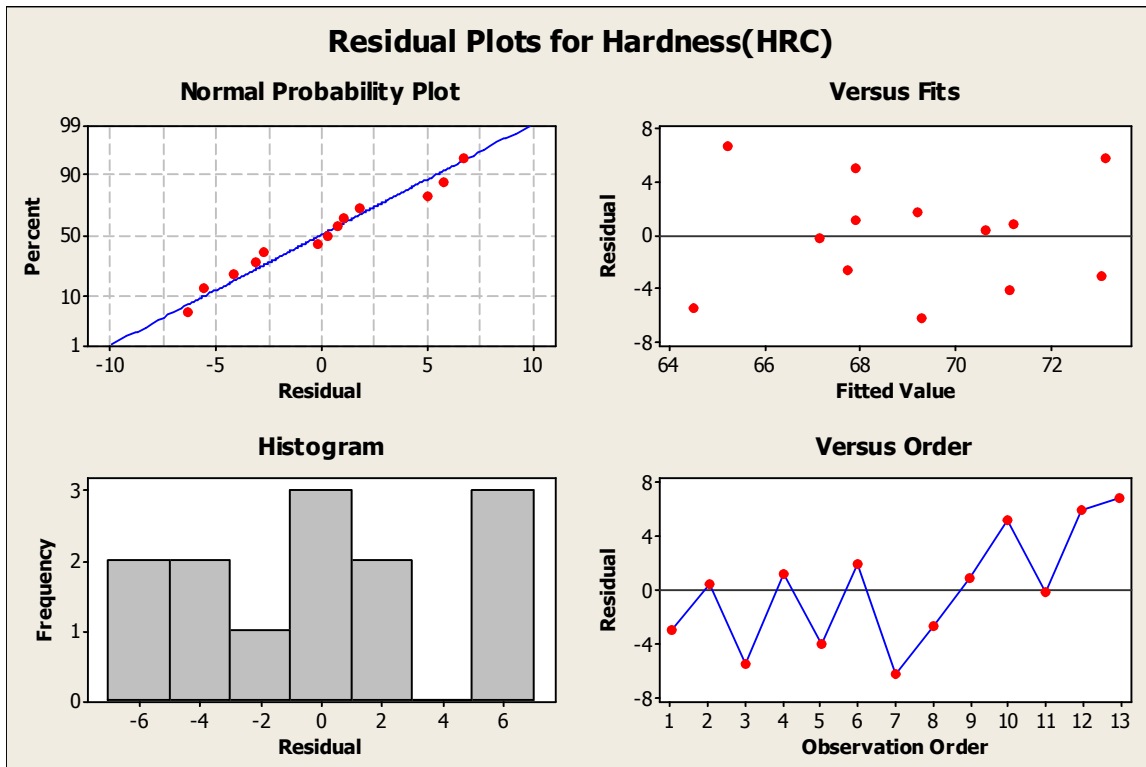 Residual Plots for Hardness(HRC)
Normal Probability Plot
99
90
50
10
1
Percent
-10 -5 0 5 10
Residual
Versus Fits
8
4
0
-4
-8
Residual
64 66 68 70 72
Fitted Value
Histogram
3
2
1
0
Frequency
-6 -4 -2 0 2 4 6
Residual
Versus Order
8
4
0
-4
-8
Residual
1 2 3 4 5 6 7 8 9 10 11 12 13
Observation Order